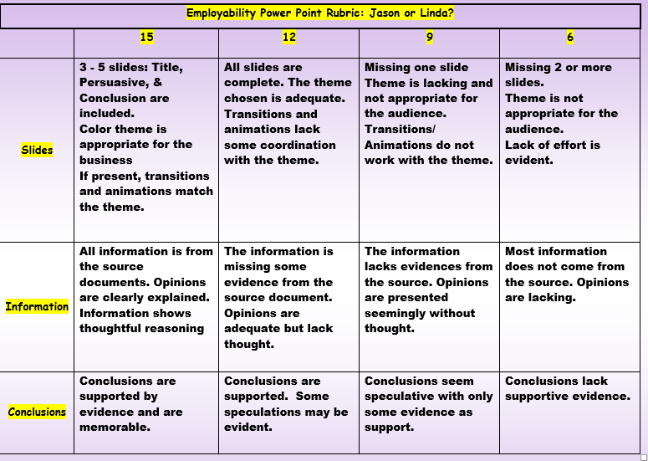 Employability Power Point Rubric: Jason or Linda?
15
12
9
6
Slides
3 - 5 slides: Title,
Persuasive, &
Conclusion are
included.
Color theme is
appropriate for the
business
If present, transitions
and animations match
the theme.
All slides are
complete. The theme
chosen is adequate.
Transitions and
animations lack
some coordination
with the theme.
Missing one slide
Theme is lacking and
not appropriate for
the audience.
Transitions/
Animations do not
work with the theme.
Missing 2 or more
slides.
Theme is not
appropriate for the
audience.
Lack of effort is
evident.
Information
All information is from
the source
documents. Opinions
are clearly explained.
Information shows
thoughtful reasoning
The information is
missing some
evidence from the
source document.
Opinions are
adequate but lack
thought.
The information
lacks evidences from
the source. Opinions
are presented
seemingly without
thought.
Most information
does not come from
the source. Opinions
are lacking.
Conclusions
Conclusions are
supported by
evidence and are
memorable.
Conclusions are
supported.  Some
speculations may be
evident.
Conclusions seem
speculative with only
some evidence as
support.
Conclusions lack
supportive evidence.